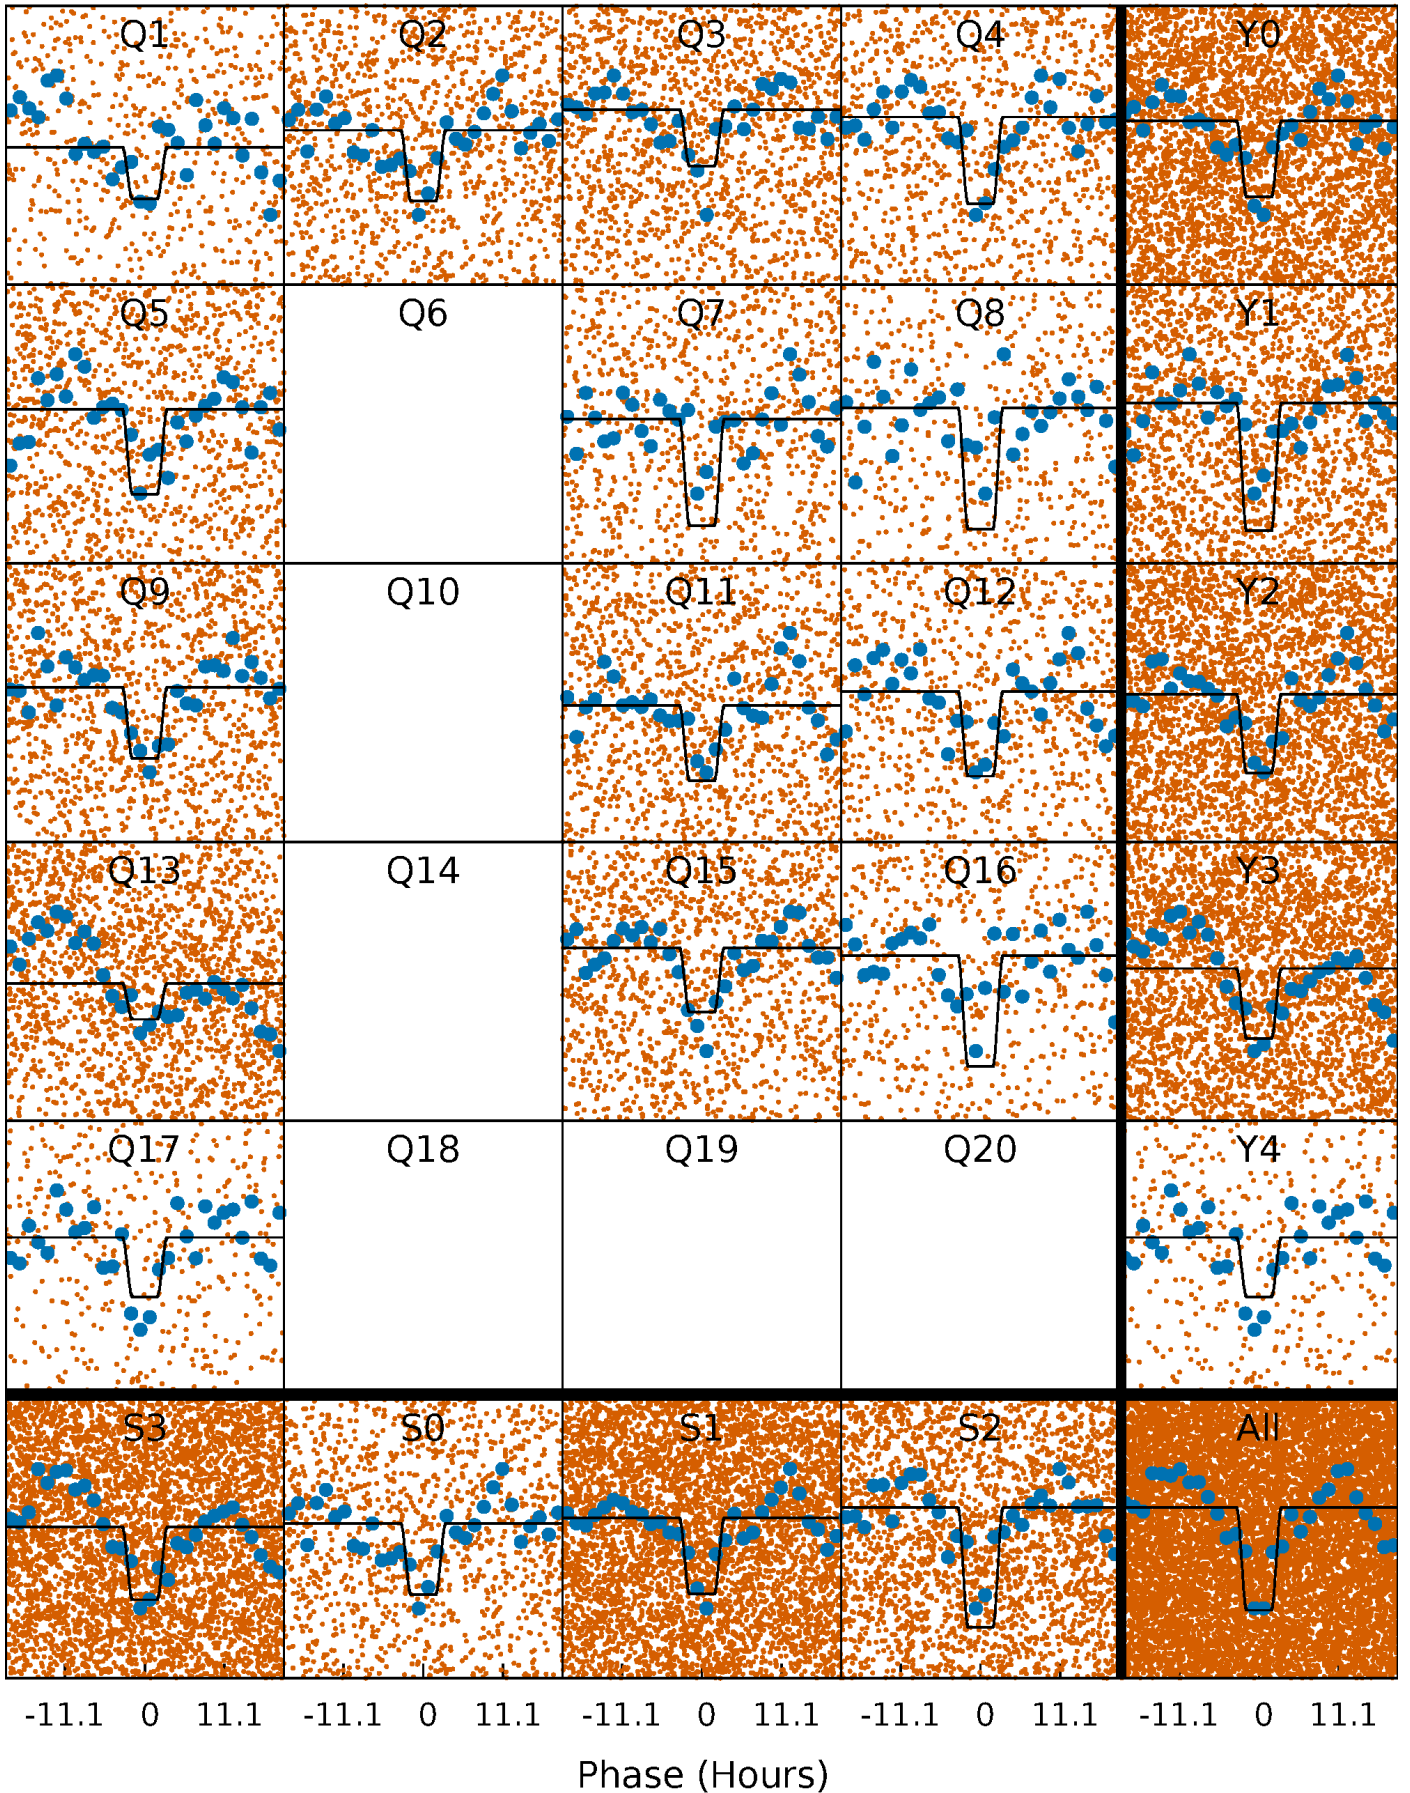 Q1 Q2 Q3 Q4 Y0
Q5 Q6 Q7 Q8 Y1
Q9 Q10 Q11 Q12 Y2
Q13 Q14 Q15 Q16 Y3
Q17 Q18 Q19 Q20 Y4
S3 S0 S1 S2 All
-11.1 0 11.1 -11.1 0 11.1 -11.1 0 11.1 -11.1 0 11.1 -11.1 0 11.1
Phase (Hours)